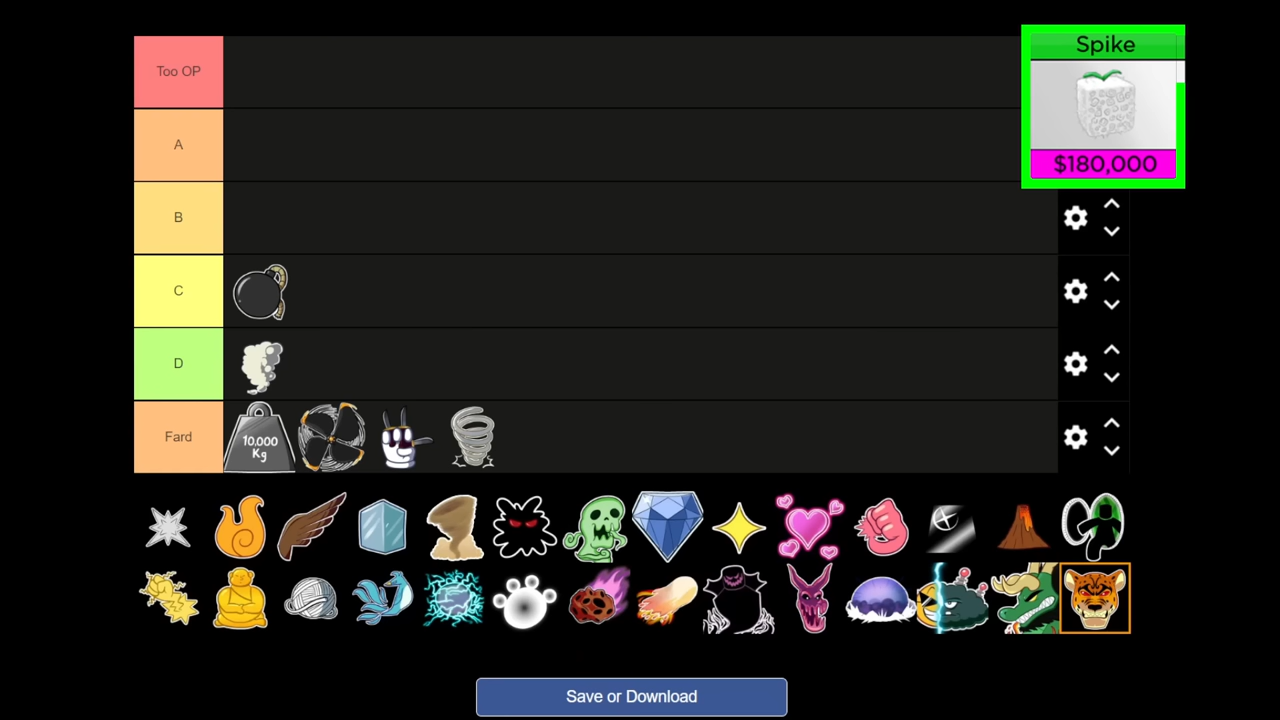 Too OP
Spike
$180,000
A
B
C
D
Fard
10,000
Kg
Save or Download